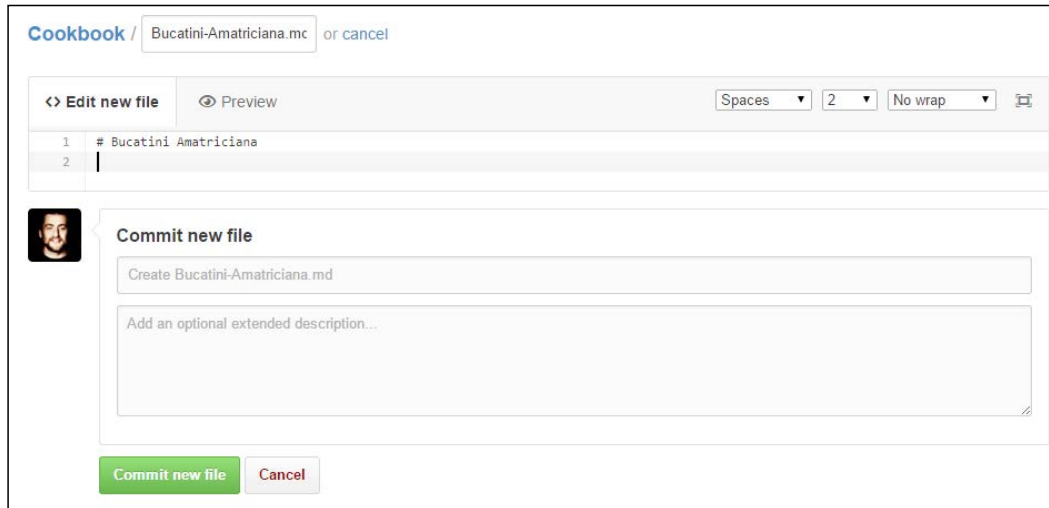 Cookbook / Bucatini-Amatriciana.mc or cancel
<> Edit new file Preview Spaces 2 No wrap
1 # Bucatini Amatriciana
2
Commit new file
Create Bucatini-Amatriciana.md
Add an optional extended description...
Commit new file Cancel